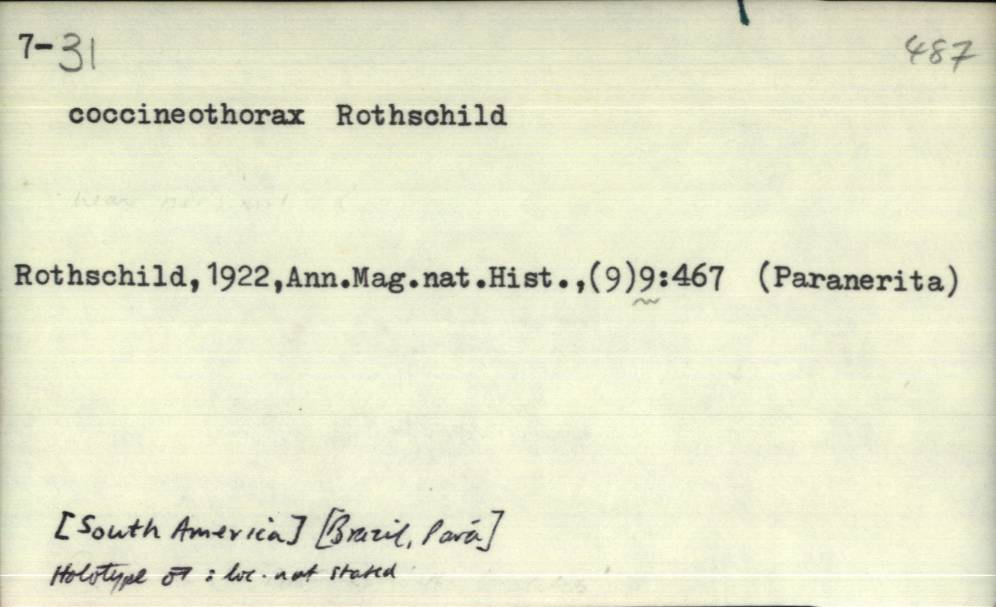 7-31 487
coccineothorax Rothschild
Rothschild,1922,Ann.Mag.nat.Hist.,(9)9:467 (Paranerita)
[South America] [Brazil, Pará]
Holotype ♂ : loc. not stated